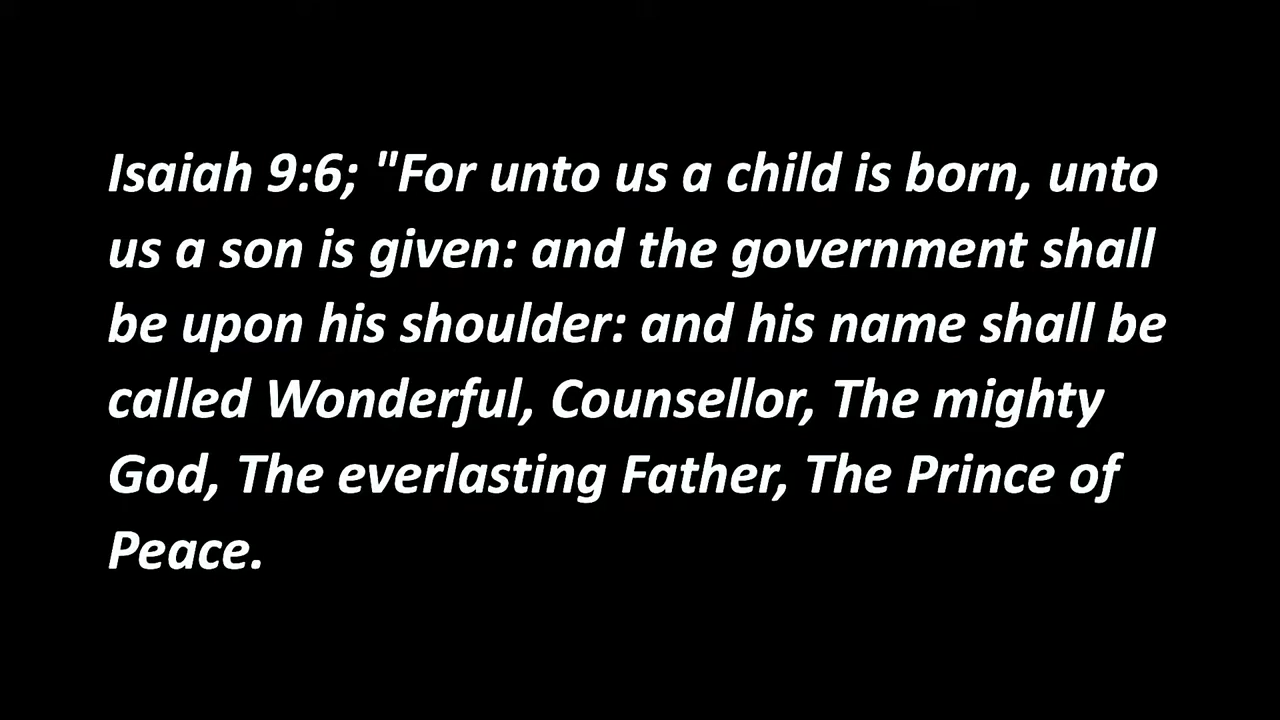 Isaiah 9:6; "For unto us a child is born, unto
us a son is given: and the government shall
be upon his shoulder: and his name shall be
called Wonderful, Counsellor, The mighty
God, The everlasting Father, The Prince of
Peace.